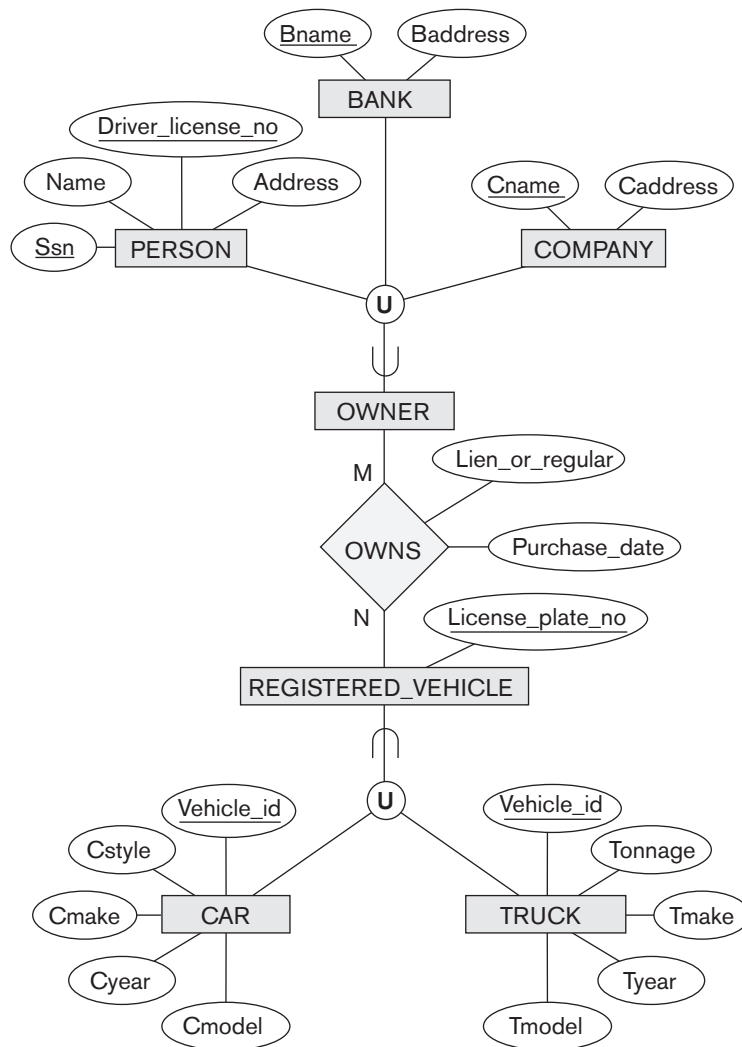 Bname
Baddress
BANK
Driver_license_no
Name
Address
Cname
Caddress
Ssn
PERSON
COMPANY
U
OWNER
M
Lien_or_regular
OWNS
Purchase_date
N
License_plate_no
REGISTERED_VEHICLE
U
Vehicle_id
Vehicle_id
Cstyle
Tonnage
Cmake
CAR
TRUCK
Tmake
Cyear
Tyear
Cmodel
Tmodel